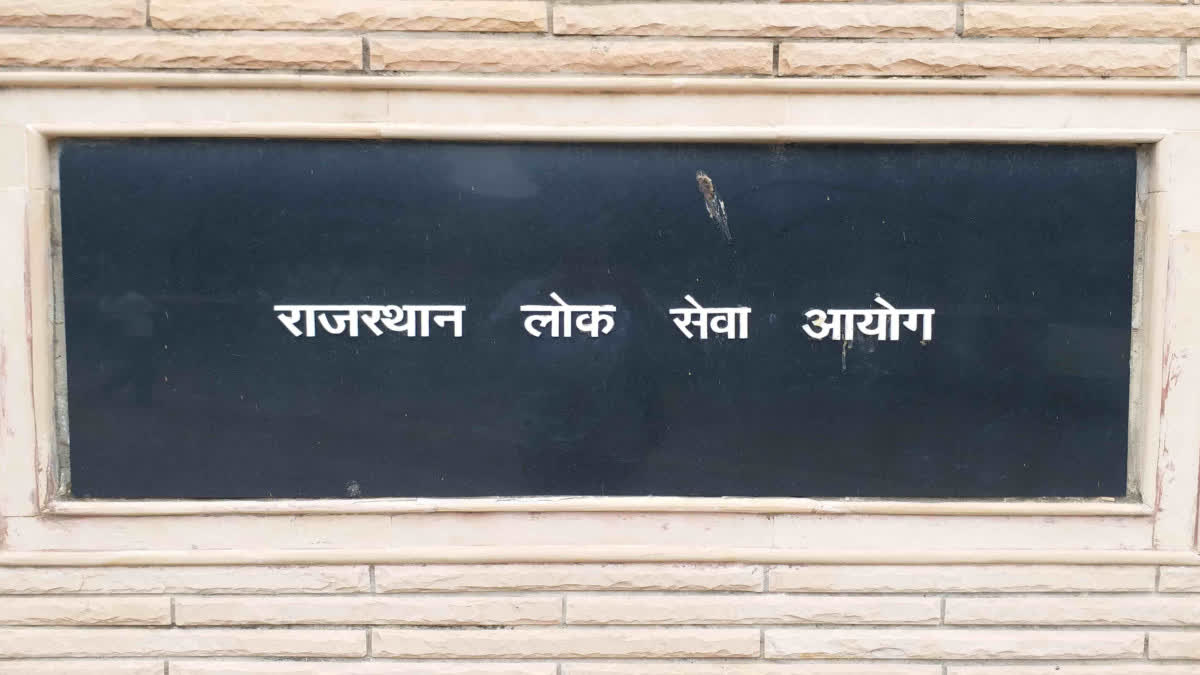 राजस्थान लोक सेवा आयोग